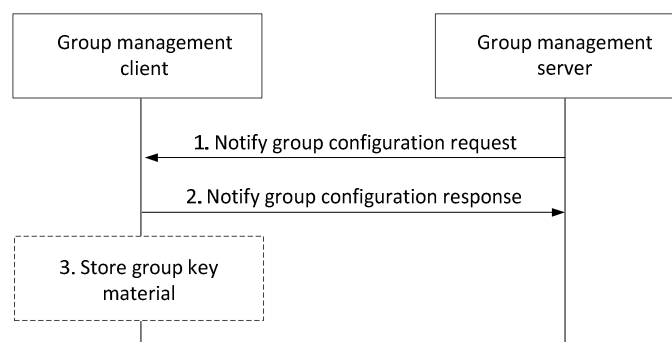 Group management
client
Group management
server
1. Notify group configuration request
2. Notify group configuration response
3. Store group key
material